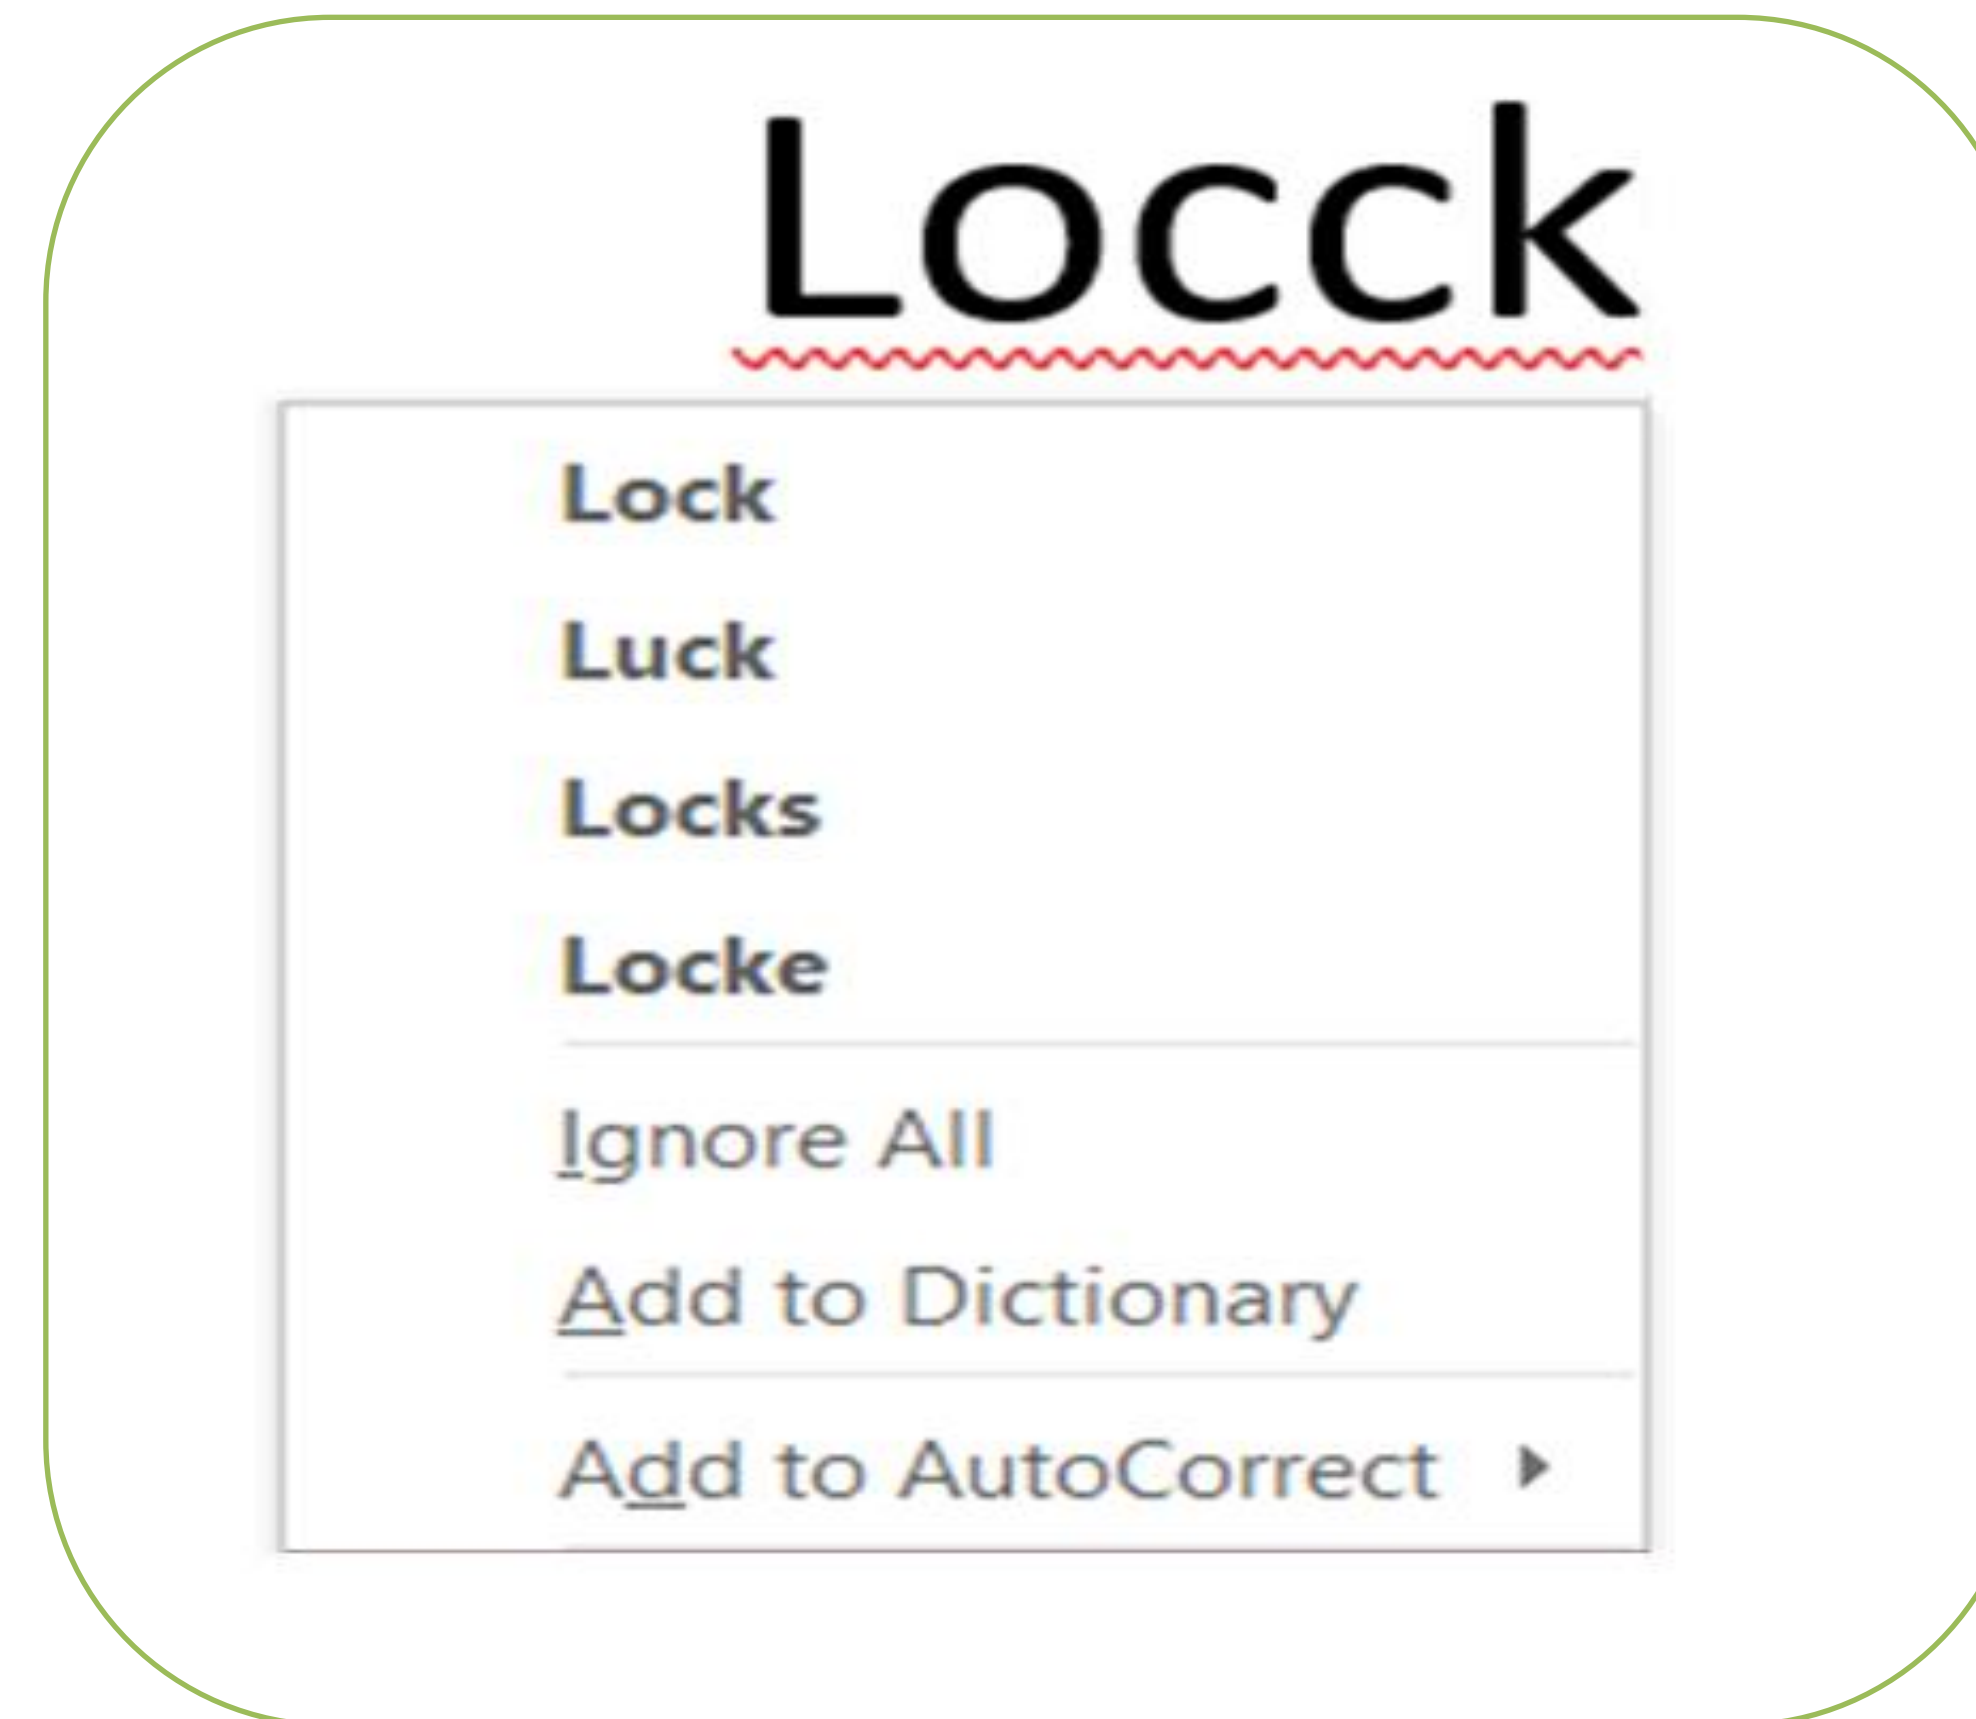 Locck
Lock
Luck
Locks
Locke
Ignore All
Add to Dictionary
Add to AutoCorrect